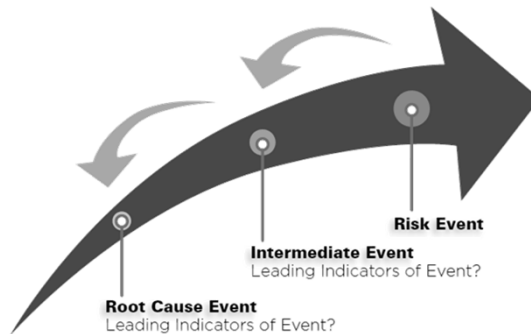 Risk Event
Intermediate Event
Leading Indicators of Event?
Root Cause Event
Leading Indicators of Event?